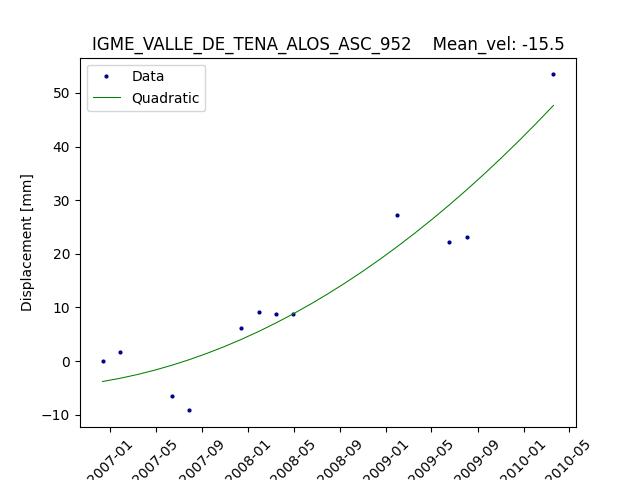 IGME_VALLE_DE_TENA_ALOS_ASC_952    Mean_vel: -15.5
Data
Quadratic
Displacement [mm]
50
40
30
20
10
0
−10
2007-01 2007-05 2007-09 2008-01 2008-05 2008-09 2009-01 2009-05 2009-09 2010-01 2010-05